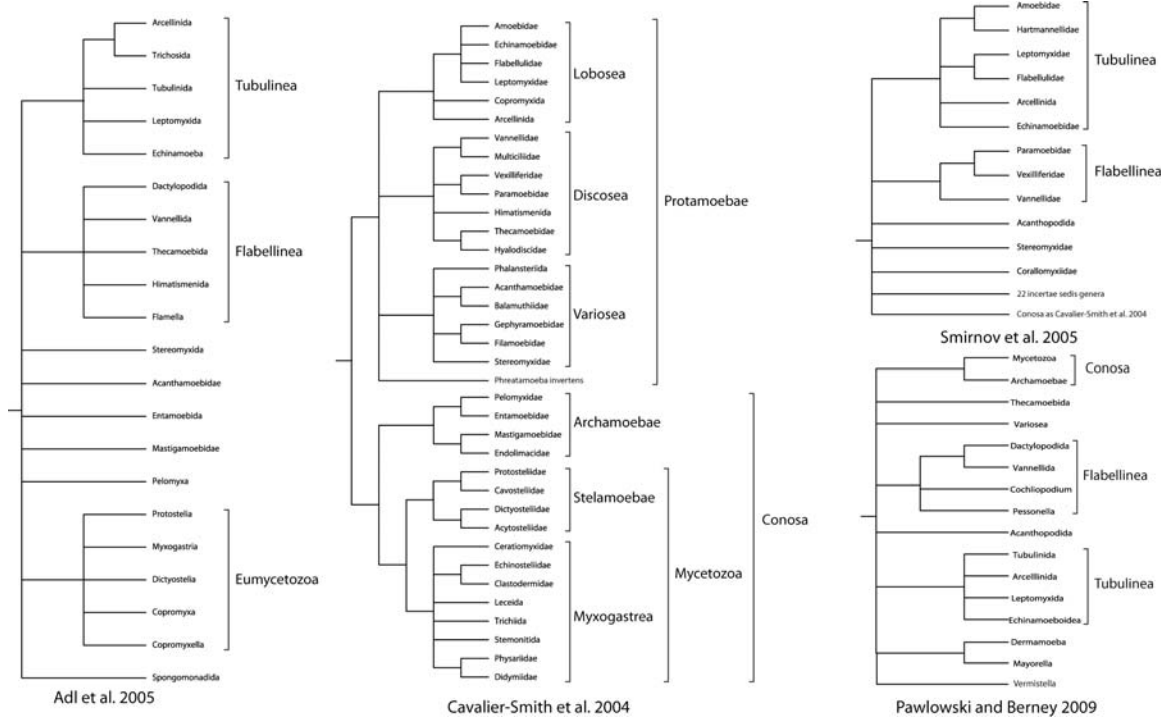 Arcellinida
Trichosida
Tubulinida
Leptomyxida
Echinamoeba
Tubulinea
Dactylopodida
Vannellida
Thecamoebida
Himatismenida
Flamella
Flabellinea
Stereomyxida
Acanthamoebidae
Entamoebida
Mastigamoebidae
Pelomyxa
Protostelia
Myxogastria
Dictyostelia
Copromyxa
Copromyxella
Eumycetozoa
Spongomonadida
Adl et al. 2005
Amoebidae
Echinamoebidae
Flabellulidae
Leptomyxidae
Copromyxida
Arcellinida
Lobosea
Vannellidae
Multiciliidae
Vexilliferidae
Paramoebidae
Himatismenida
Thecamoebidae
Hyalodiscidae
Discosea
Phalansteriida
Acanthamoebidae
Balamuthiidae
Gephyramoebidae
Filamoebidae
Stereomyxidae
Variosea
Phreatamoeba invertens
Protamoebae
Pelomyxidae
Entamoebidae
Mastigamoebidae
Endolimacidae
Archamoebae
Protosteliidae
Cavosteliidae
Dictyosteliidae
Acytosteliidae
Stelamoebae
Ceratiomyxidae
Echinosteliidae
Clastodermidae
Leceida
Trichiida
Stemonitida
Physariidae
Didymiidae
Myxogastrea
Mycetozoa
Conosa
Cavalier-Smith et al. 2004
Amoebidae
Hartmannellidae
Leptomyxidae
Flabellulidae
Arcellinida
Echinamoebidae
Tubulinea
Paramoebidae
Vexilliferidae
Vannellidae
Flabellinea
Acanthopodida
Stereomyxidae
Corallomyxiidae
22 incertae sedis genera
Conosa as Cavalier-Smith et al. 2004
Smirnov et al. 2005
Mycetozoa
Archamoebae
Conosa
Thecamoebida
Variosea
Dactylopodida
Vannellida
Cochliopodium
Pessonella
Flabellinea
Acanthopodida
Tubulinida
Arcelllinida
Leptomyxida
Echinamoeboidea
Tubulinea
Dermamoeba
Mayorella
Vermistella
Pawlowski and Berney 2009